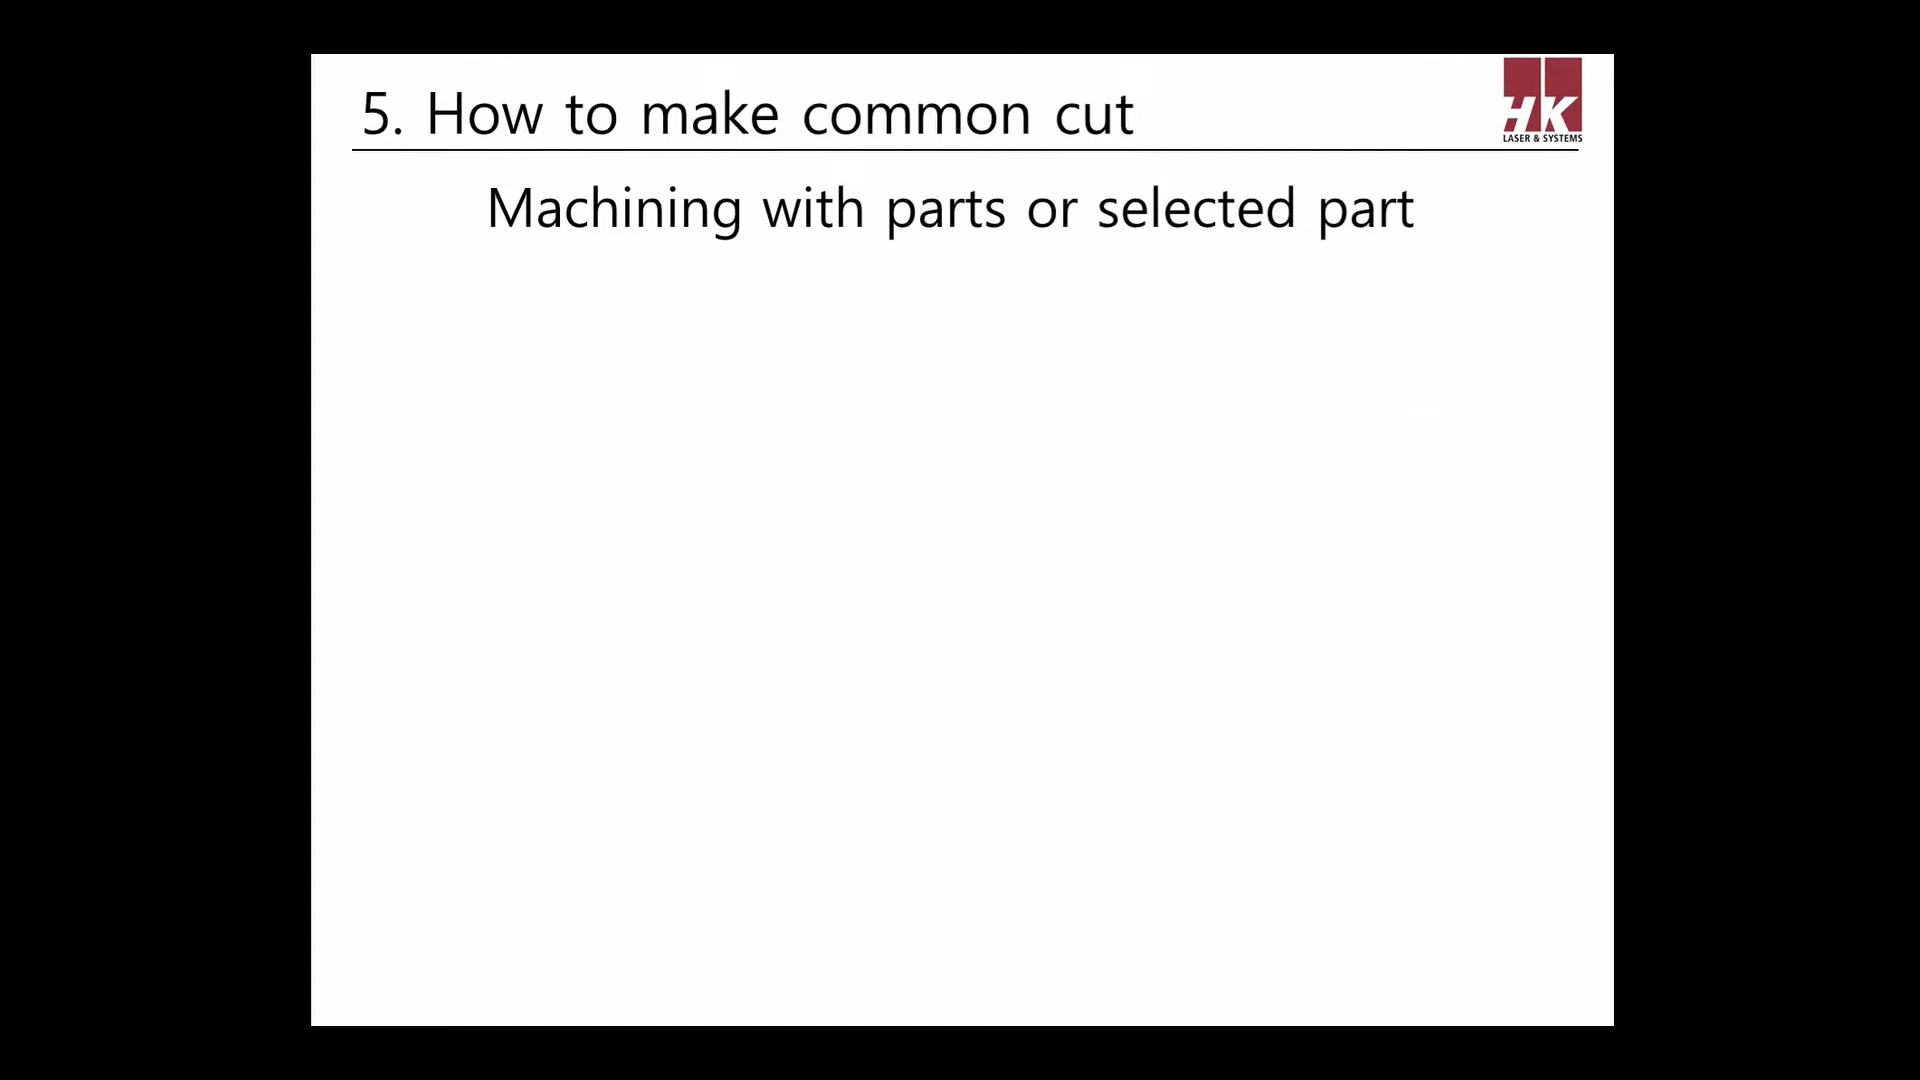 5. How to make common cut
HK
LASER & SYSTEMS
Machining with parts or selected part